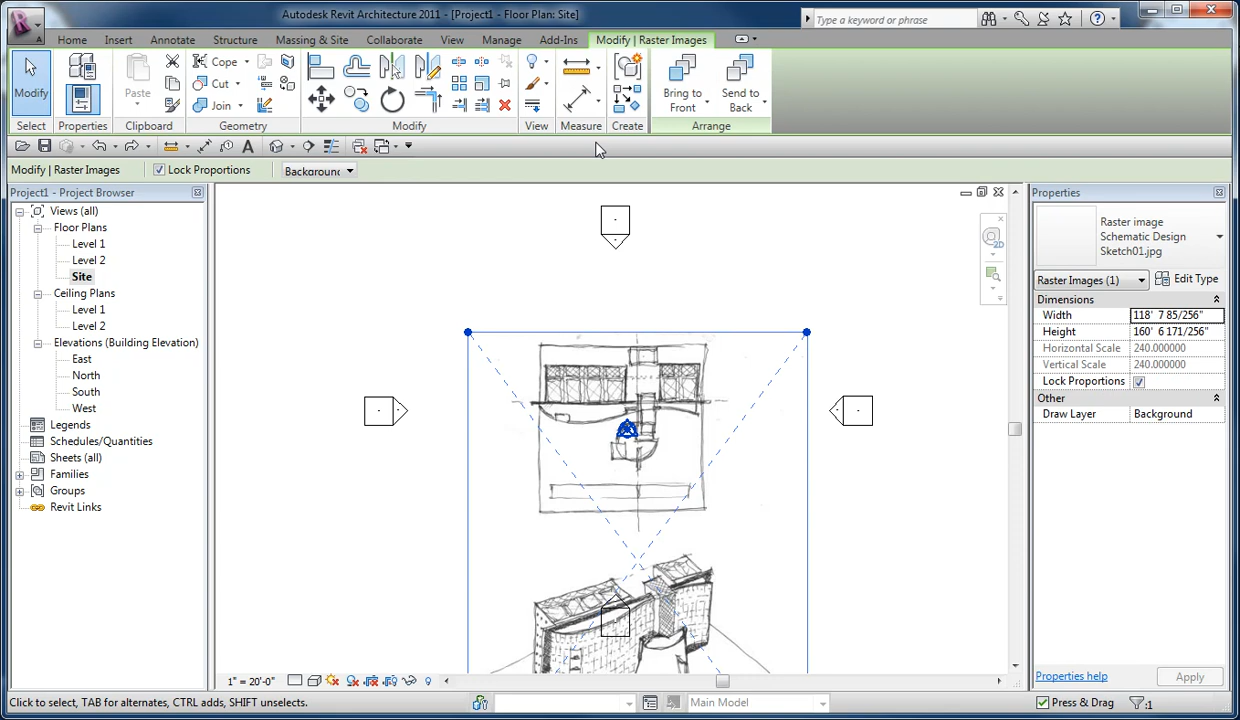 Autodesk Revit Architecture 2011 - [Project1 - Floor Plan: Site]
Type a keyword or phrase
Home Insert Annotate Structure Massing & Site Collaborate View Manage Add-Ins Modify | Raster Images
Modify Paste Cope Cut Join Bring to Front Send to Back
Select Properties Clipboard Geometry Modify View Measure Create Arrange
Modify | Raster Images Lock Proportions Background
Project1 - Project Browser
Views (all)
Floor Plans
Level 1
Level 2
Site
Ceiling Plans
Level 1
Level 2
Elevations (Building Elevation)
East
North
South
West
Legends
Schedules/Quantities
Sheets (all)
Families
Groups
Revit Links
2D
Properties
Raster image
Schematic Design
Sketch01.jpg
Raster Images (1) Edit Type
Dimensions
Width 118' 7 85/256"
Height 160' 6 171/256"
Horizontal Scale 240.000000
Vertical Scale 240.000000
Lock Proportions
Other
Draw Layer Background
Properties help Apply
1" = 20'-0"
Click to select, TAB for alternates, CTRL adds, SHIFT unselects. Main Model Press & Drag :1